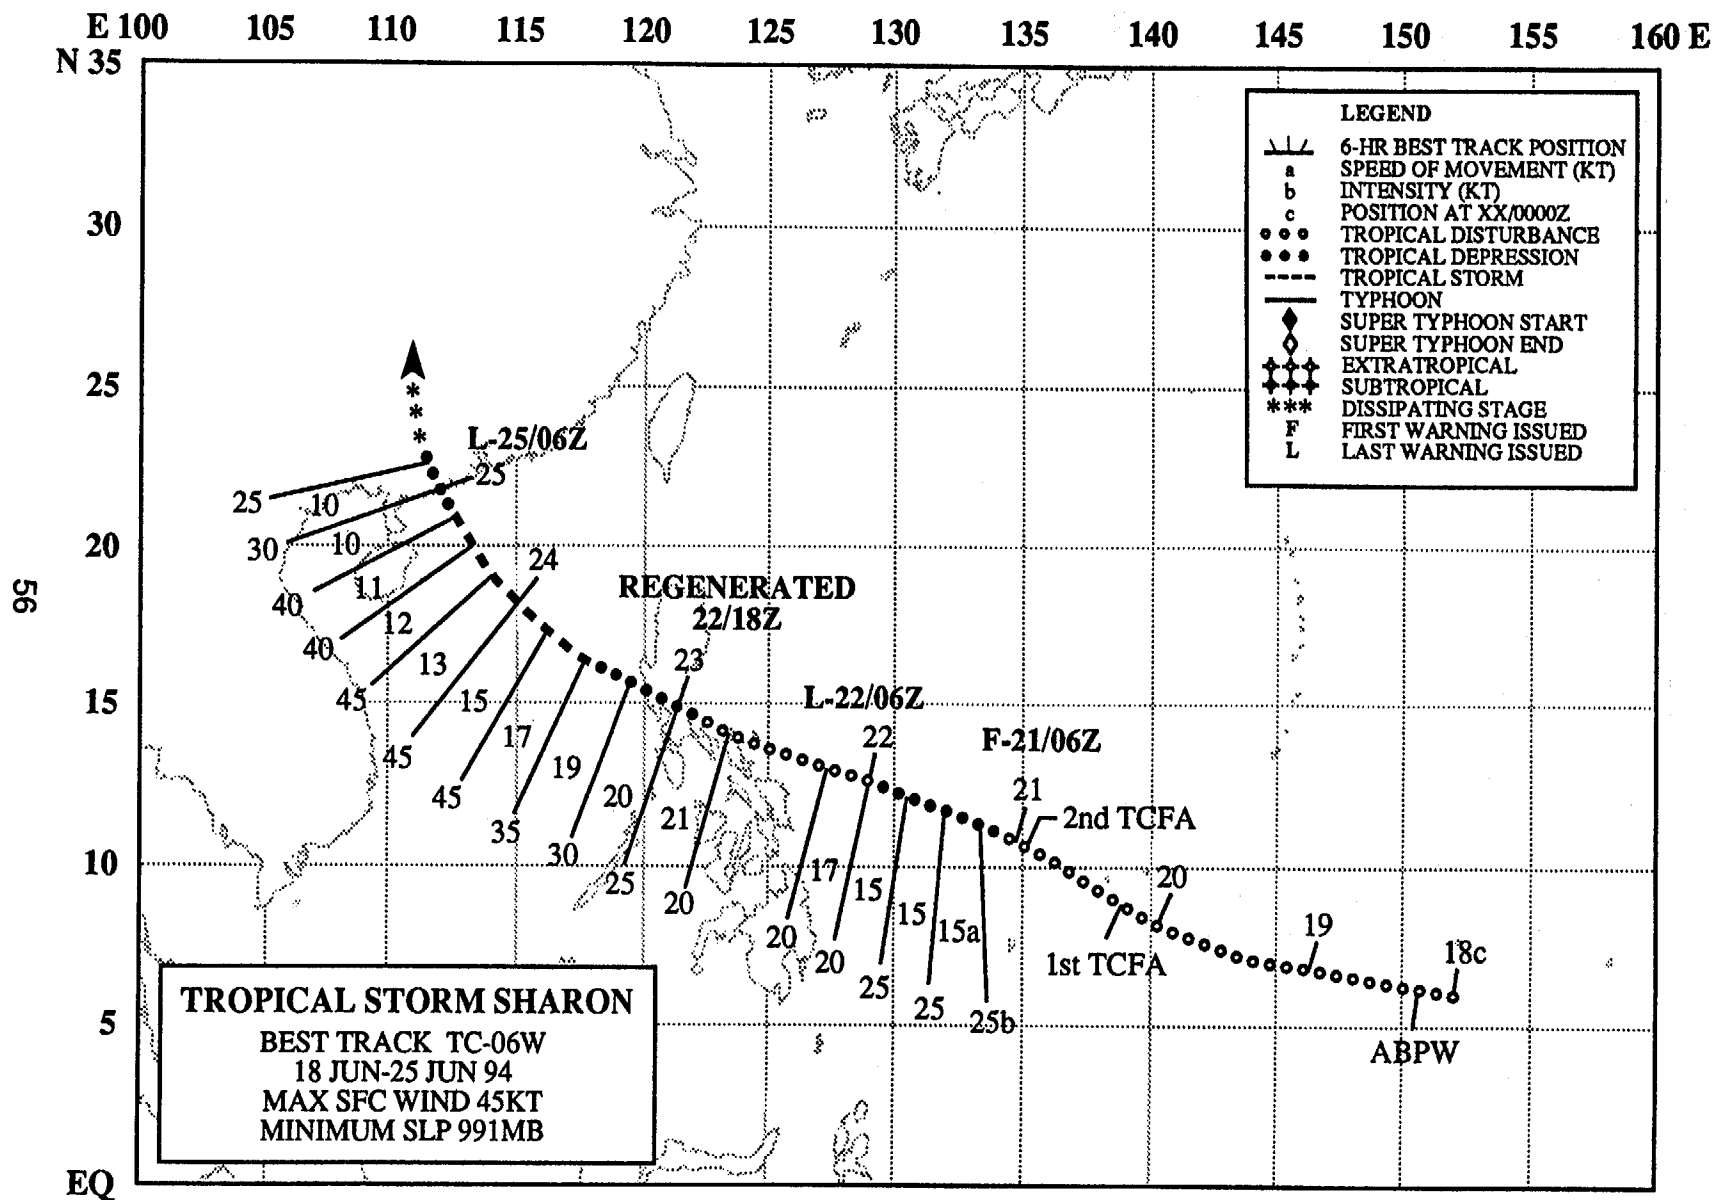 E 100 105 110 115 120 125 130 135 140 145 150 155 160 E
N 35
LEGEND
6-HR BEST TRACK POSITION
a SPEED OF MOVEMENT (KT)
b INTENSITY (KT)
c POSITION AT XX/0000Z
TROPICAL DISTURBANCE
TROPICAL DEPRESSION
TROPICAL STORM
TYPHOON
SUPER TYPHOON START
SUPER TYPHOON END
EXTRATROPICAL
SUBTROPICAL
*** DISSIPATING STAGE
F FIRST WARNING ISSUED
L LAST WARNING ISSUED
30
25
20
15
10
5
EQ
56
L-25/06Z
25
25
10
30
10
40
11
40
12
45
13
24
45
15
45
17
35
19
30
20
25
21
20
REGENERATED
22/18Z
23
L-22/06Z
22
20
17
20
15
25
15
25
15a
25b
F-21/06Z
21
2nd TCFA
20
1st TCFA
19
18c
ABPW
TROPICAL STORM SHARON
BEST TRACK TC-06W
18 JUN-25 JUN 94
MAX SFC WIND 45KT
MINIMUM SLP 991MB